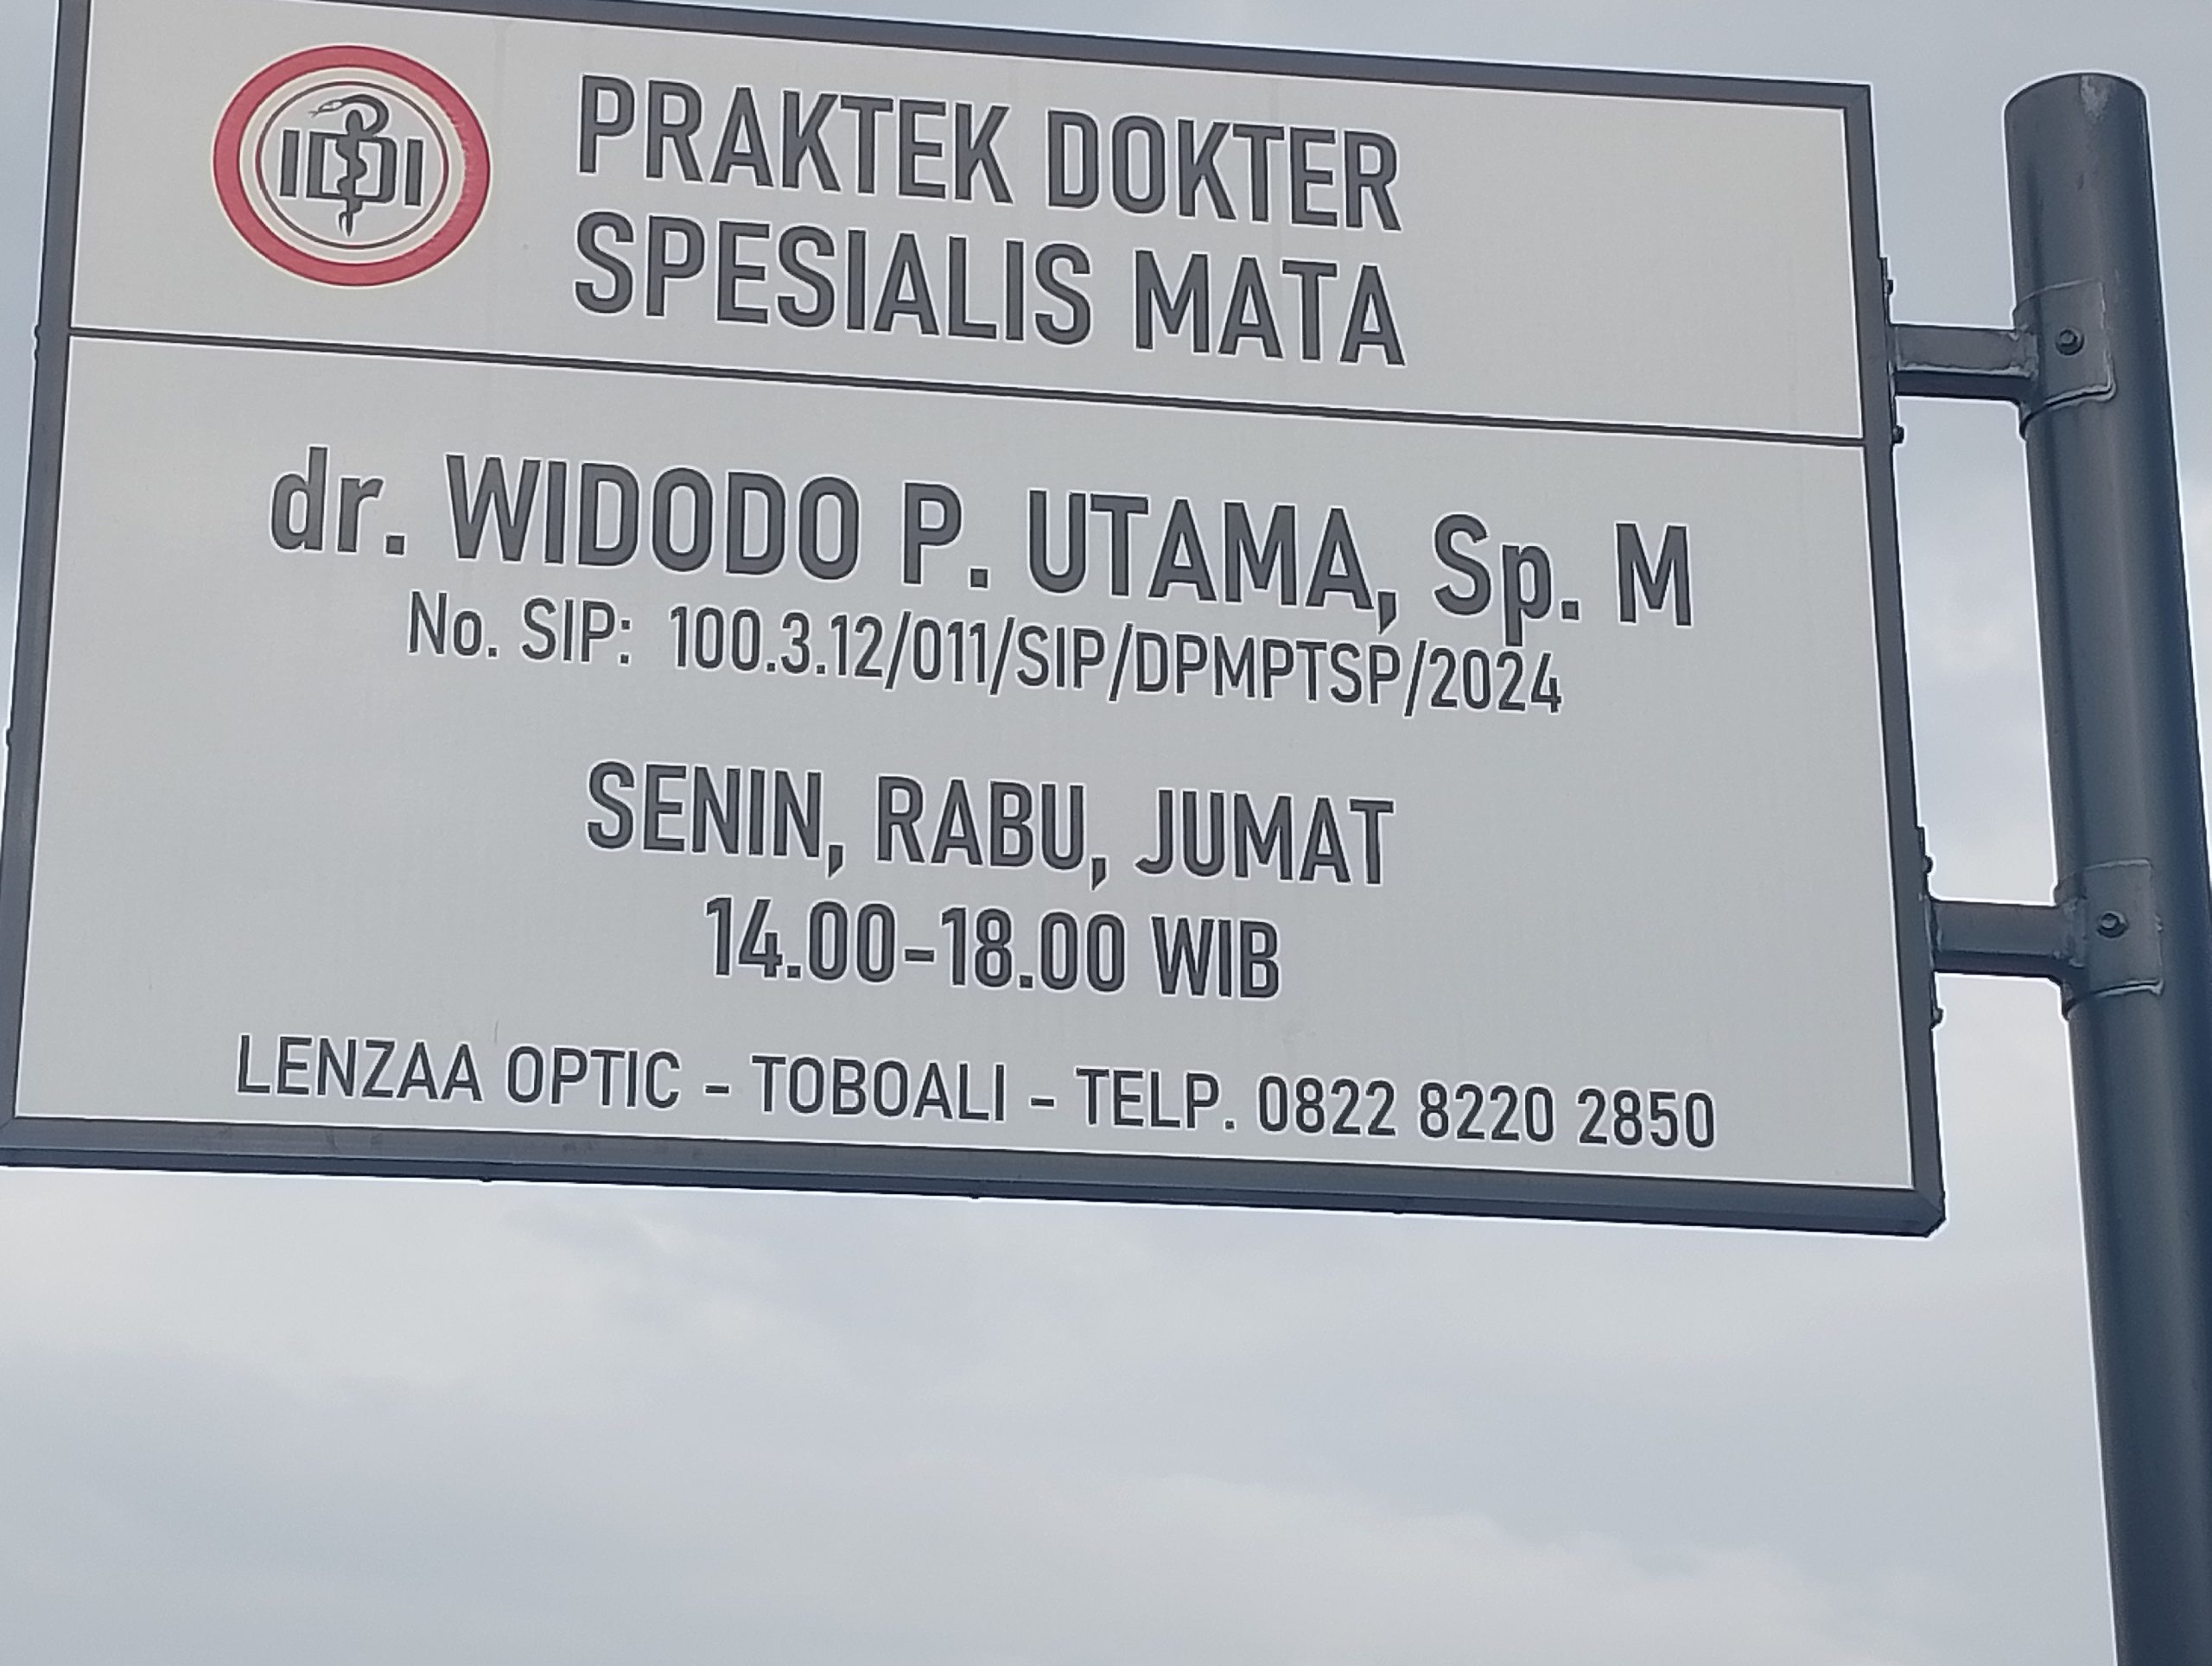 IDI
PRAKTEK DOKTER
SPESIALIS MATA
dr. WIDODO P. UTAMA, Sp. M
No. SIP: 100.3.12/011/SIP/DPMPTSP/2024
SENIN, RABU, JUMAT
14.00-18.00 WIB
LENZAA OPTIC - TOBOALI - TELP. 0822 8220 2850